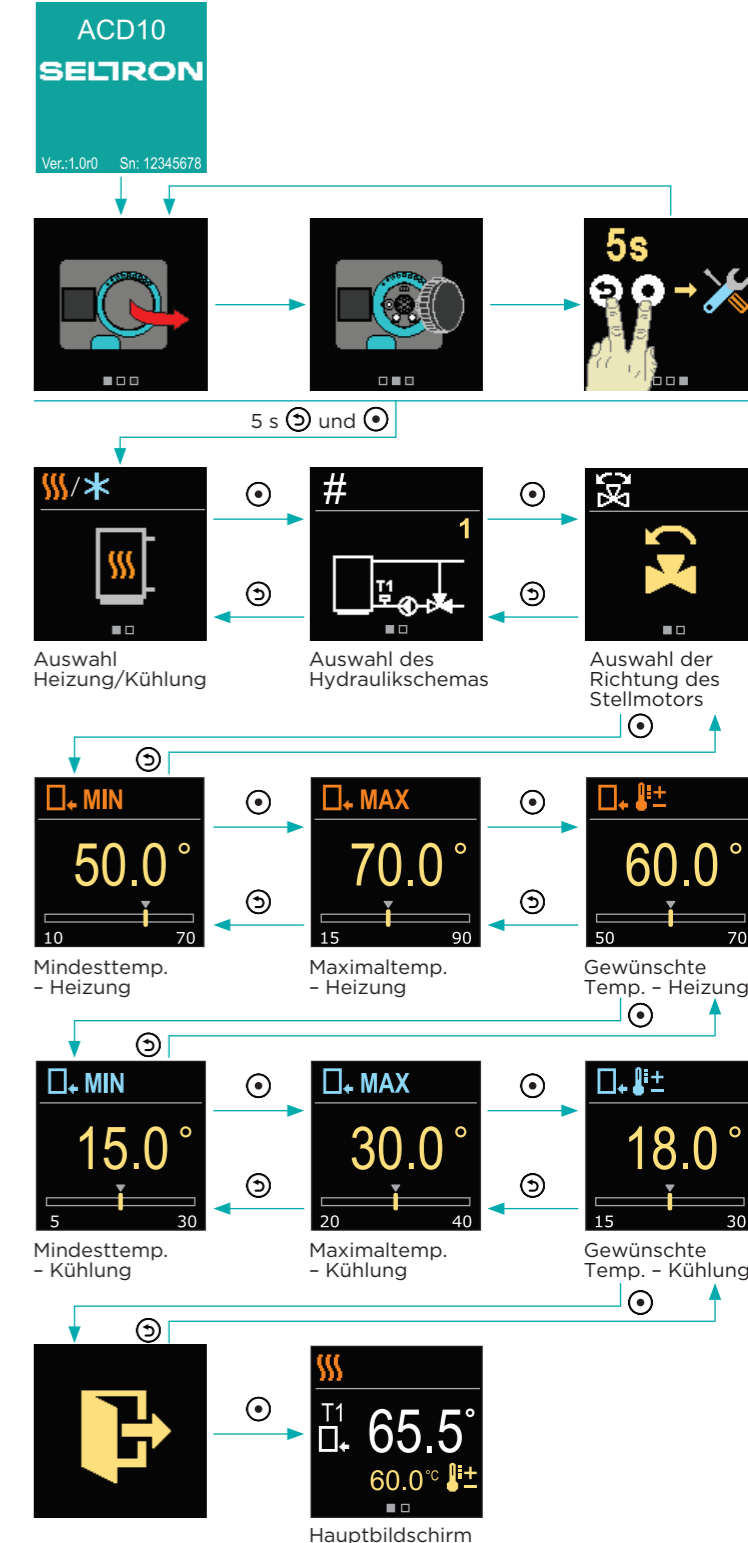 ACD10
SELTRON
Ver.:1.0r0 Sn: 12345678
5s
5 s und
/
#
1
T1
Auswahl
Heizung/Kühlung
Auswahl des
Hydraulikschemas
Auswahl der
Richtung des
Stellmotors
MIN
50.0°
10 70
Mindesttemp.
– Heizung
MAX
70.0°
15 90
Maximaltemp.
– Heizung
60.0°
50 70
Gewünschte
Temp. – Heizung
MIN
15.0°
5 30
Mindesttemp.
– Kühlung
MAX
30.0°
20 40
Maximaltemp.
– Kühlung
18.0°
15 30
Gewünschte
Temp. – Kühlung
T1
65.5°
60.0°C
Hauptbildschirm